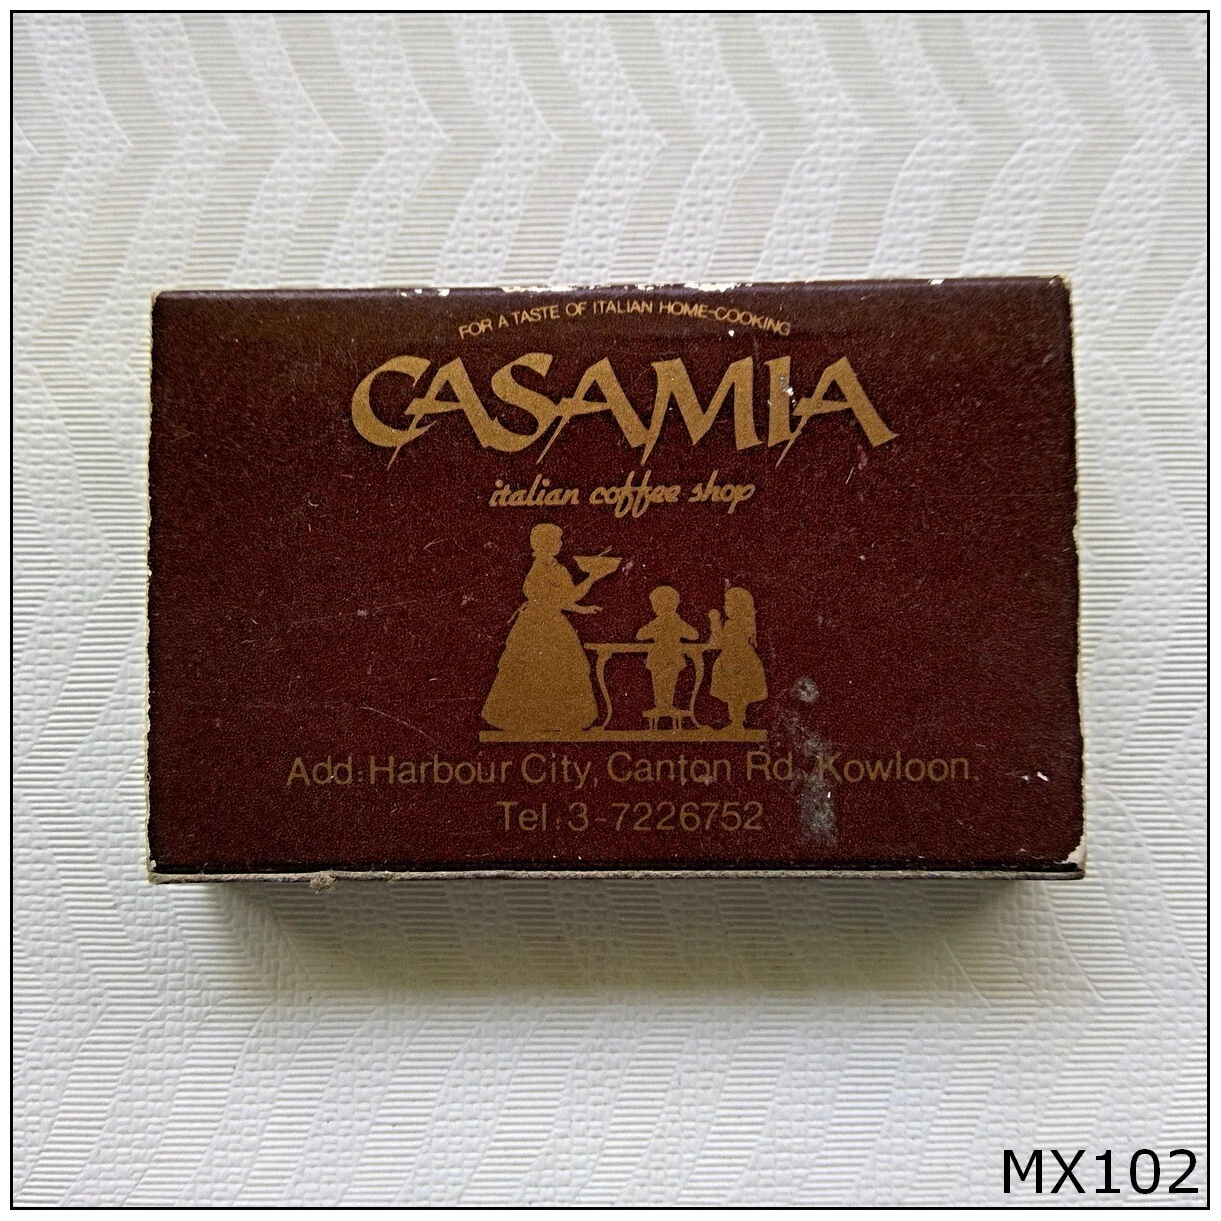 FOR A TASTE OF ITALIAN HOME-COOKING
CASAMIA
italian coffee shop
Add: Harbour City, Canton Rd. Kowloon.
Tel: 3-7226752
MX102